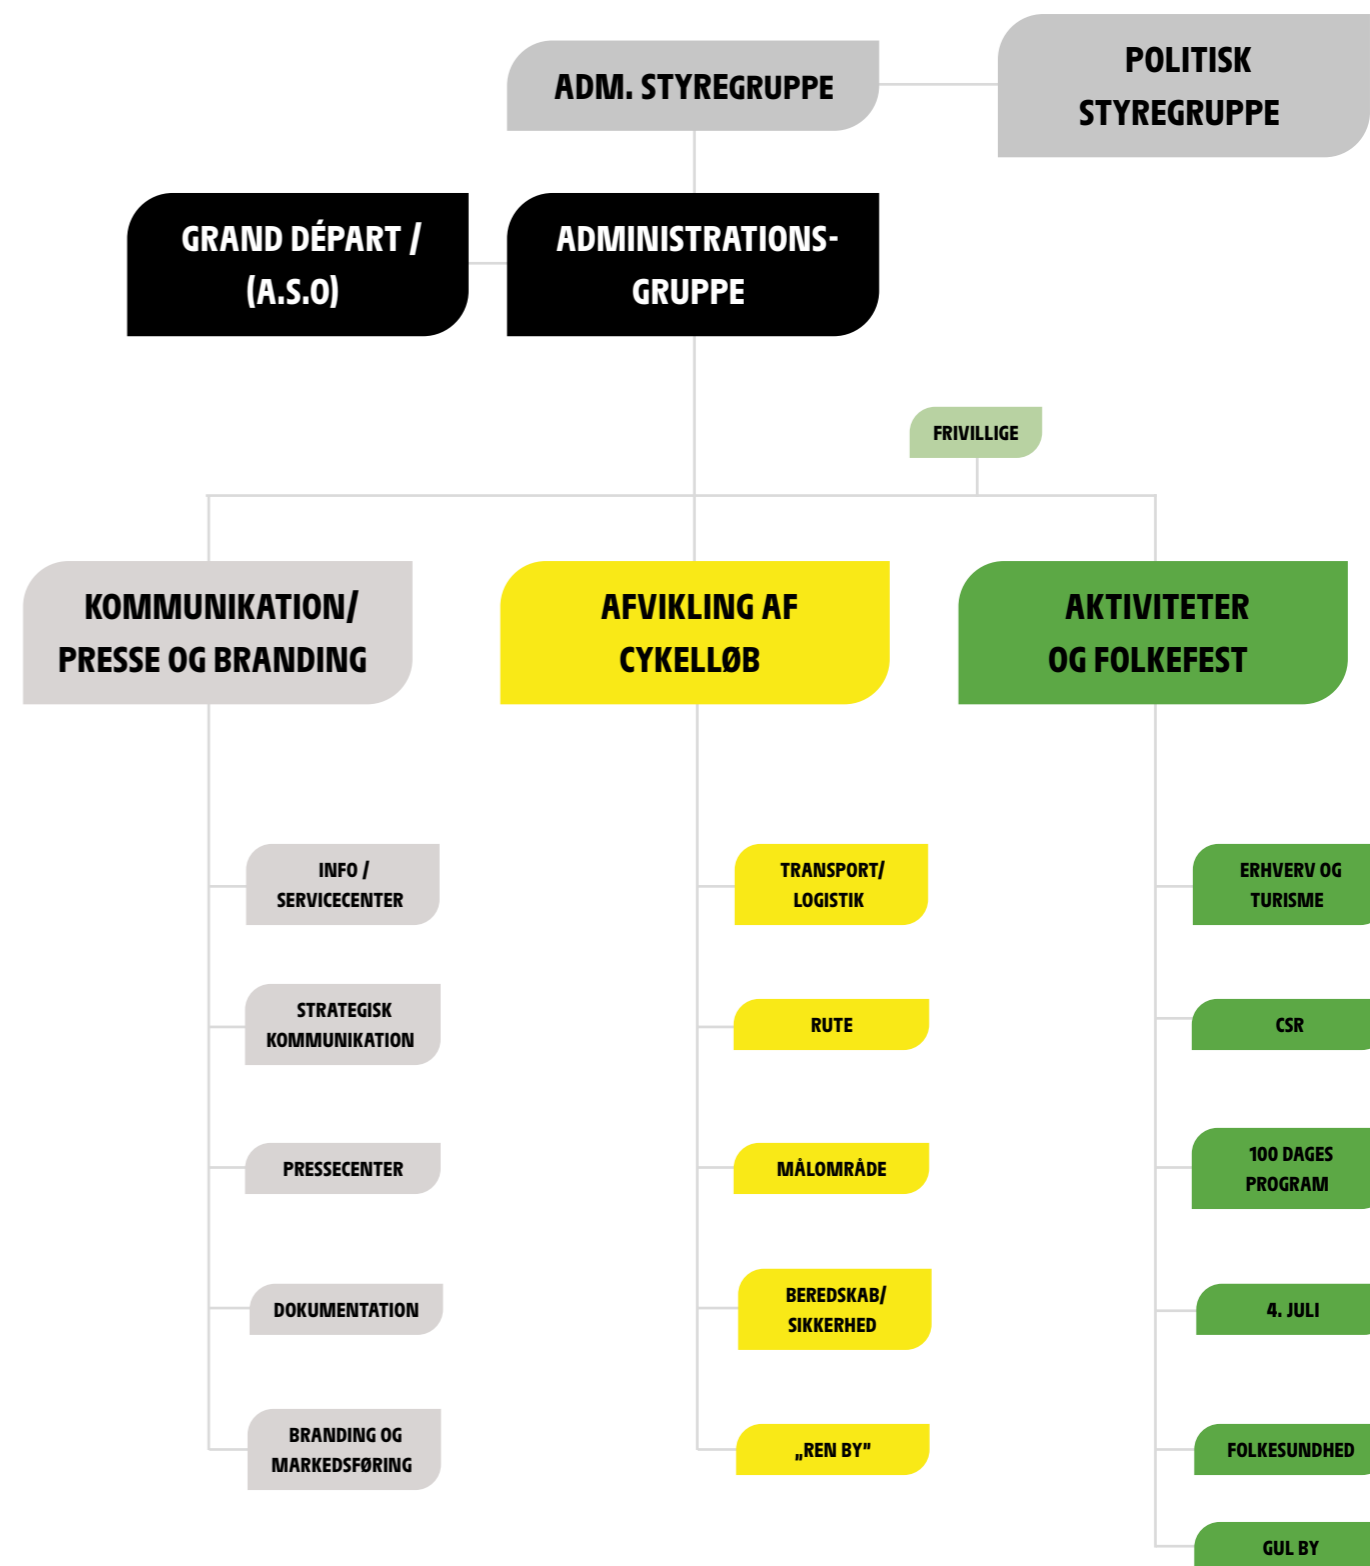 ADM. STYREGRUPPE
POLITISK
STYREGRUPPE
GRAND DÉPART /
(A.S.O)
ADMINISTRATIONS-
GRUPPE
FRIVILLIGE
KOMMUNIKATION/
PRESSE OG BRANDING
AFVIKLING AF
CYKELLØB
AKTIVITETER
OG FOLKEFEST
INFO /
SERVICECENTER
STRATEGISK
KOMMUNIKATION
PRESSECENTER
DOKUMENTATION
BRANDING OG
MARKEDSFØRING
TRANSPORT/
LOGISTIK
RUTE
MÅLOMRÅDE
BEREDSKAB/
SIKKERHED
„REN BY”
ERHVERV OG
TURISME
CSR
100 DAGES
PROGRAM
4. JULI
FOLKESUNDHED
GUL BY